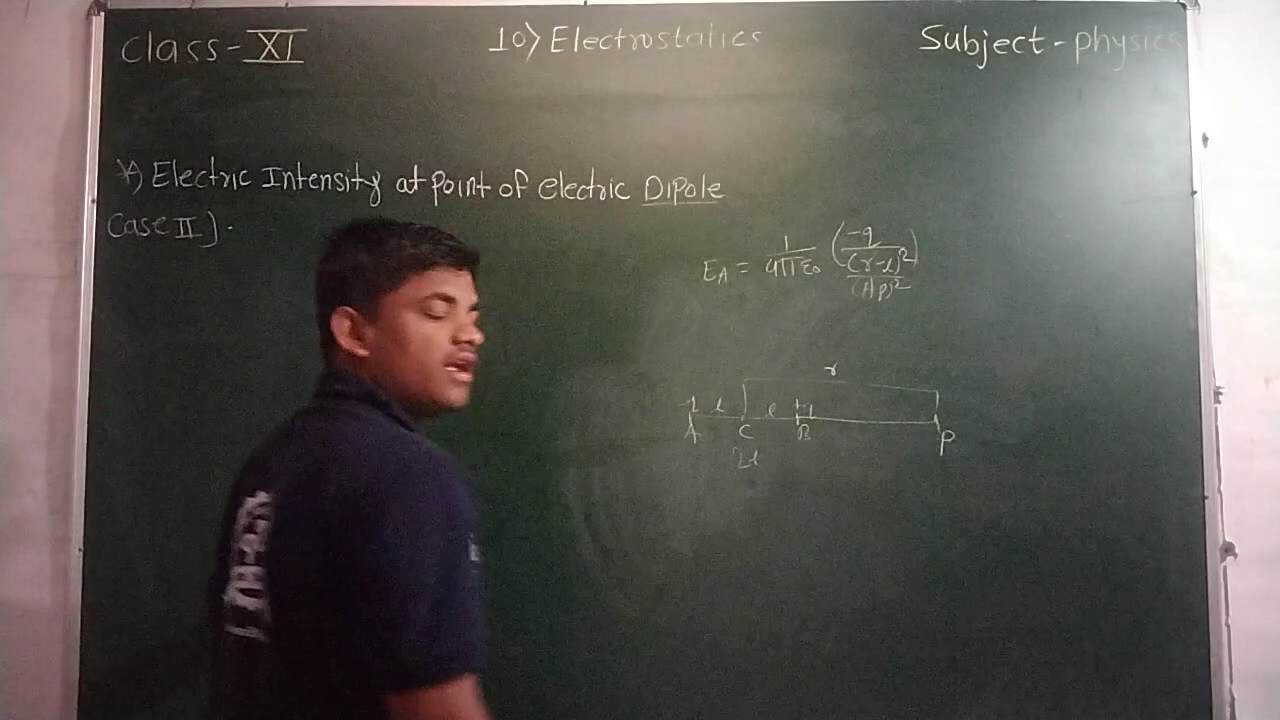 Class-XI
10) Electrostatics
Subject-physics
*) Electric Intensity at point of electric Dipole
Case II).
E_A = 1/4πε₀ (-q/(r-l)²
(AP)²
r
l l +q
A C B P
2l